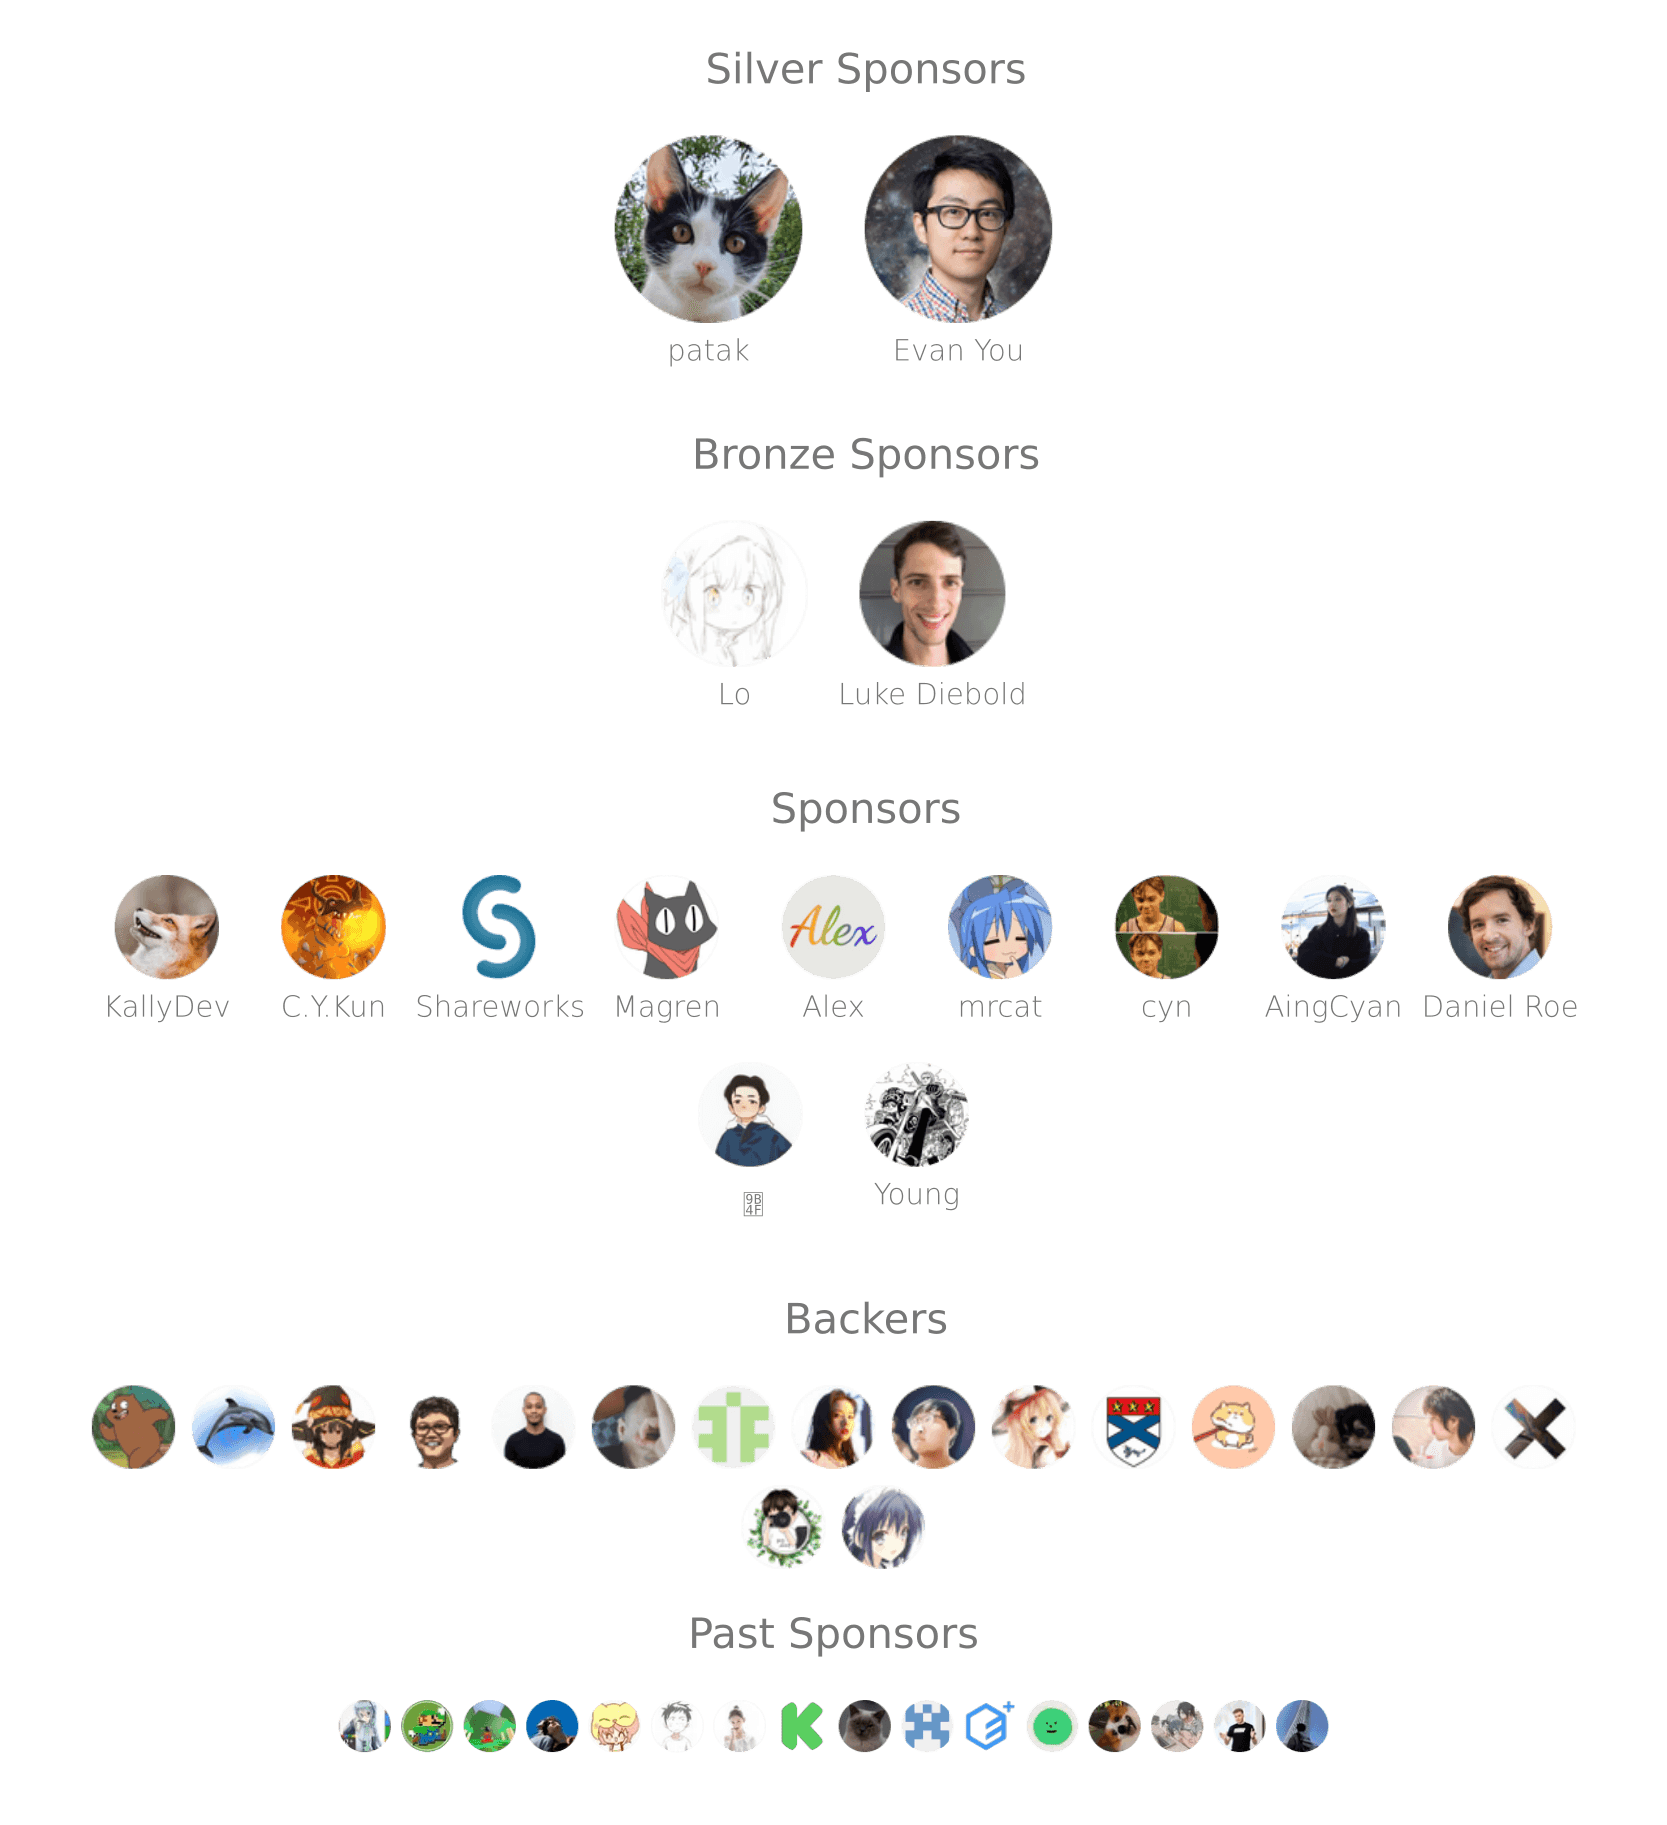 Silver Sponsors
patak
Evan You
Bronze Sponsors
Lo
Luke Diebold
Sponsors
Alex
KallyDev
C.Y.Kun
Shareworks
Magren
Alex
mrcat
cyn
AingCyan
Daniel Roe
Young
Backers
Past Sponsors